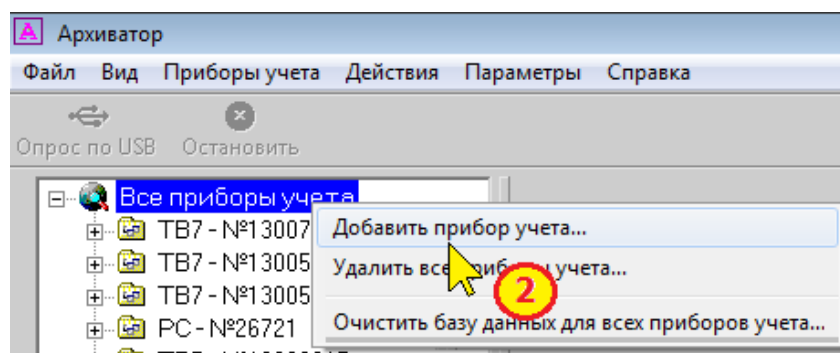 Архиватор
Файл Вид Приборы учета Действия Параметры Справка
Опрос по USB Остановить
Все приборы учета
Добавить прибор учета...
ТВ7 - №13007
Удалить все приборы учета...
ТВ7 - №13005
2
ТВ7 - №13005
Очистить базу данных для всех приборов учета...
РС - №26721